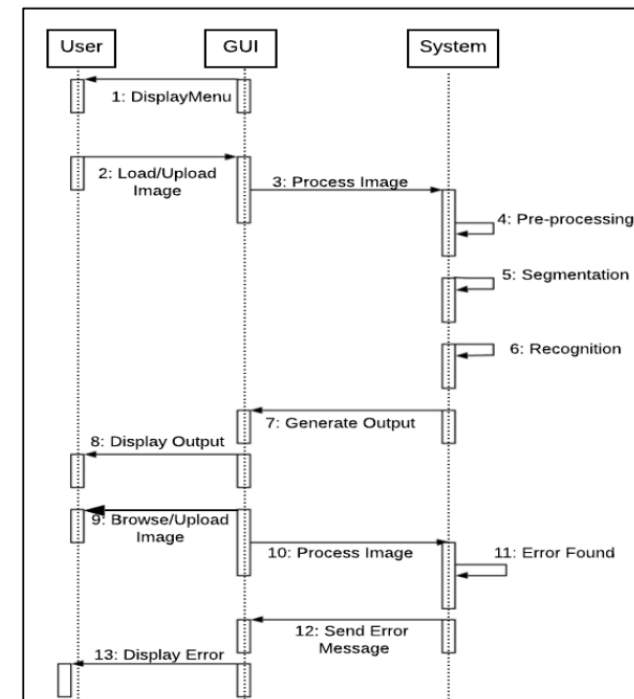 User
GUI
System
1: DisplayMenu
2: Load/Upload
Image
3: Process Image
4: Pre-processing
5: Segmentation
6: Recognition
7: Generate Output
8: Display Output
9: Browse/Upload
Image
10: Process Image
11: Error Found
12: Send Error
Message
13: Display Error